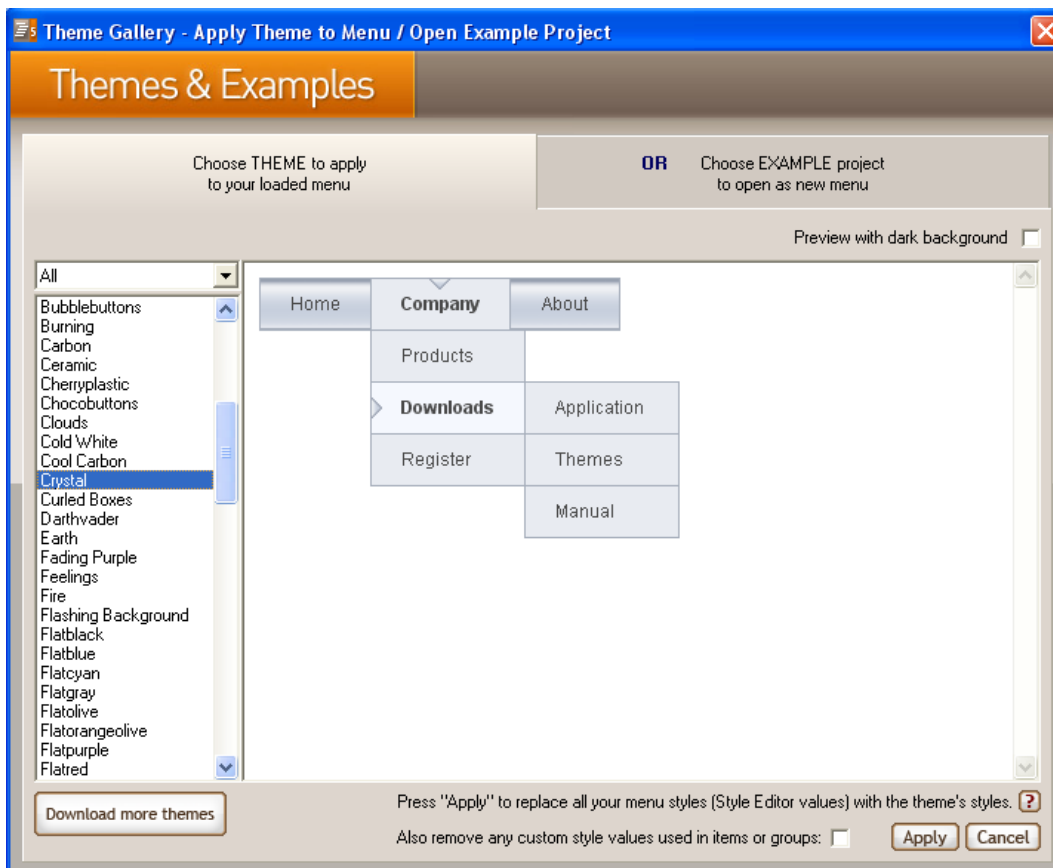 Theme Gallery - Apply Theme to Menu / Open Example Project
Themes & Examples
Choose THEME to apply
to your loaded menu
OR Choose EXAMPLE project
to open as new menu
Preview with dark background
All
Bubblebuttons
Burning
Carbon
Ceramic
Cherryplastic
Chocobuttons
Clouds
Cold White
Cool Carbon
Crystal
Curled Boxes
Darthvader
Earth
Fading Purple
Feelings
Fire
Flashing Background
Flatblack
Flatblue
Flatcyan
Flatgray
Flatolive
Flatorangeolive
Flatpurple
Flatred
Home Company About
Products
Downloads Application
Register Themes
Manual
Download more themes
Press "Apply" to replace all your menu styles (Style Editor values) with the theme's styles. ?
Also remove any custom style values used in items or groups:
Apply Cancel